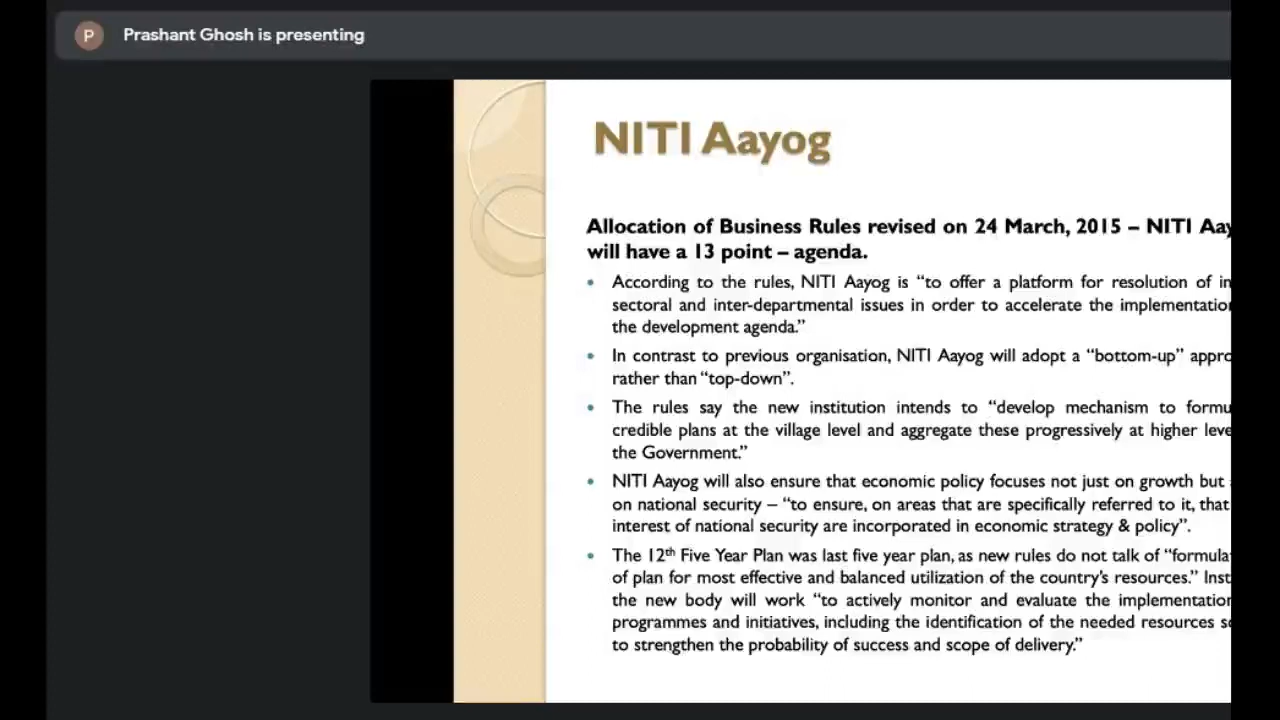 P
Prashant Ghosh is presenting
NITI Aayog
Allocation of Business Rules revised on 24 March, 2015 – NITI Aay
will have a 13 point – agenda.
• According to the rules, NITI Aayog is “to offer a platform for resolution of in
sectoral and inter-departmental issues in order to accelerate the implementation
the development agenda.”
• In contrast to previous organisation, NITI Aayog will adopt a “bottom-up” appro
rather than “top-down”.
• The rules say the new institution intends to “develop mechanism to formu
credible plans at the village level and aggregate these progressively at higher leve
the Government.”
• NITI Aayog will also ensure that economic policy focuses not just on growth but
on national security – “to ensure, on areas that are specifically referred to it, that
interest of national security are incorporated in economic strategy & policy”.
• The 12th Five Year Plan was last five year plan, as new rules do not talk of “formula
of plan for most effective and balanced utilization of the country’s resources.” Inst
the new body will work “to actively monitor and evaluate the implementation
programmes and initiatives, including the identification of the needed resources s
to strengthen the probability of success and scope of delivery.”